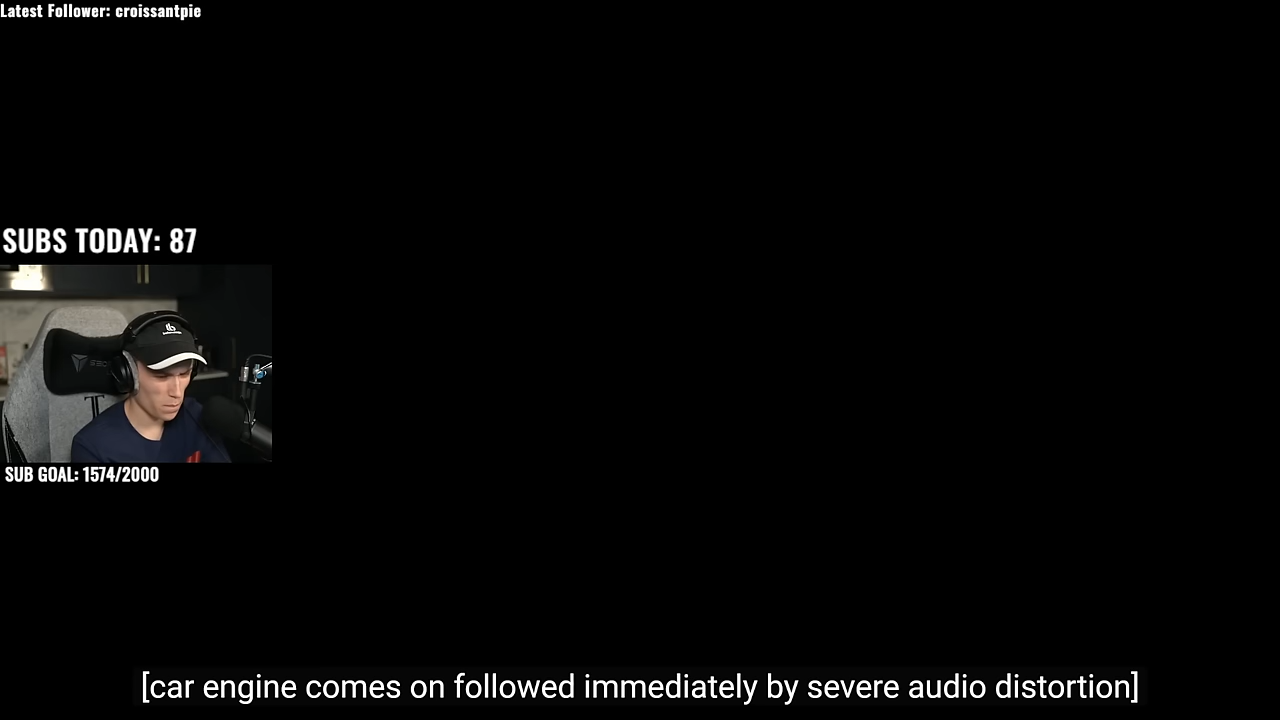 Latest Follower: croissantpie
SUBS TODAY: 87
SUB GOAL: 1574/2000
[car engine comes on followed immediately by severe audio distortion]